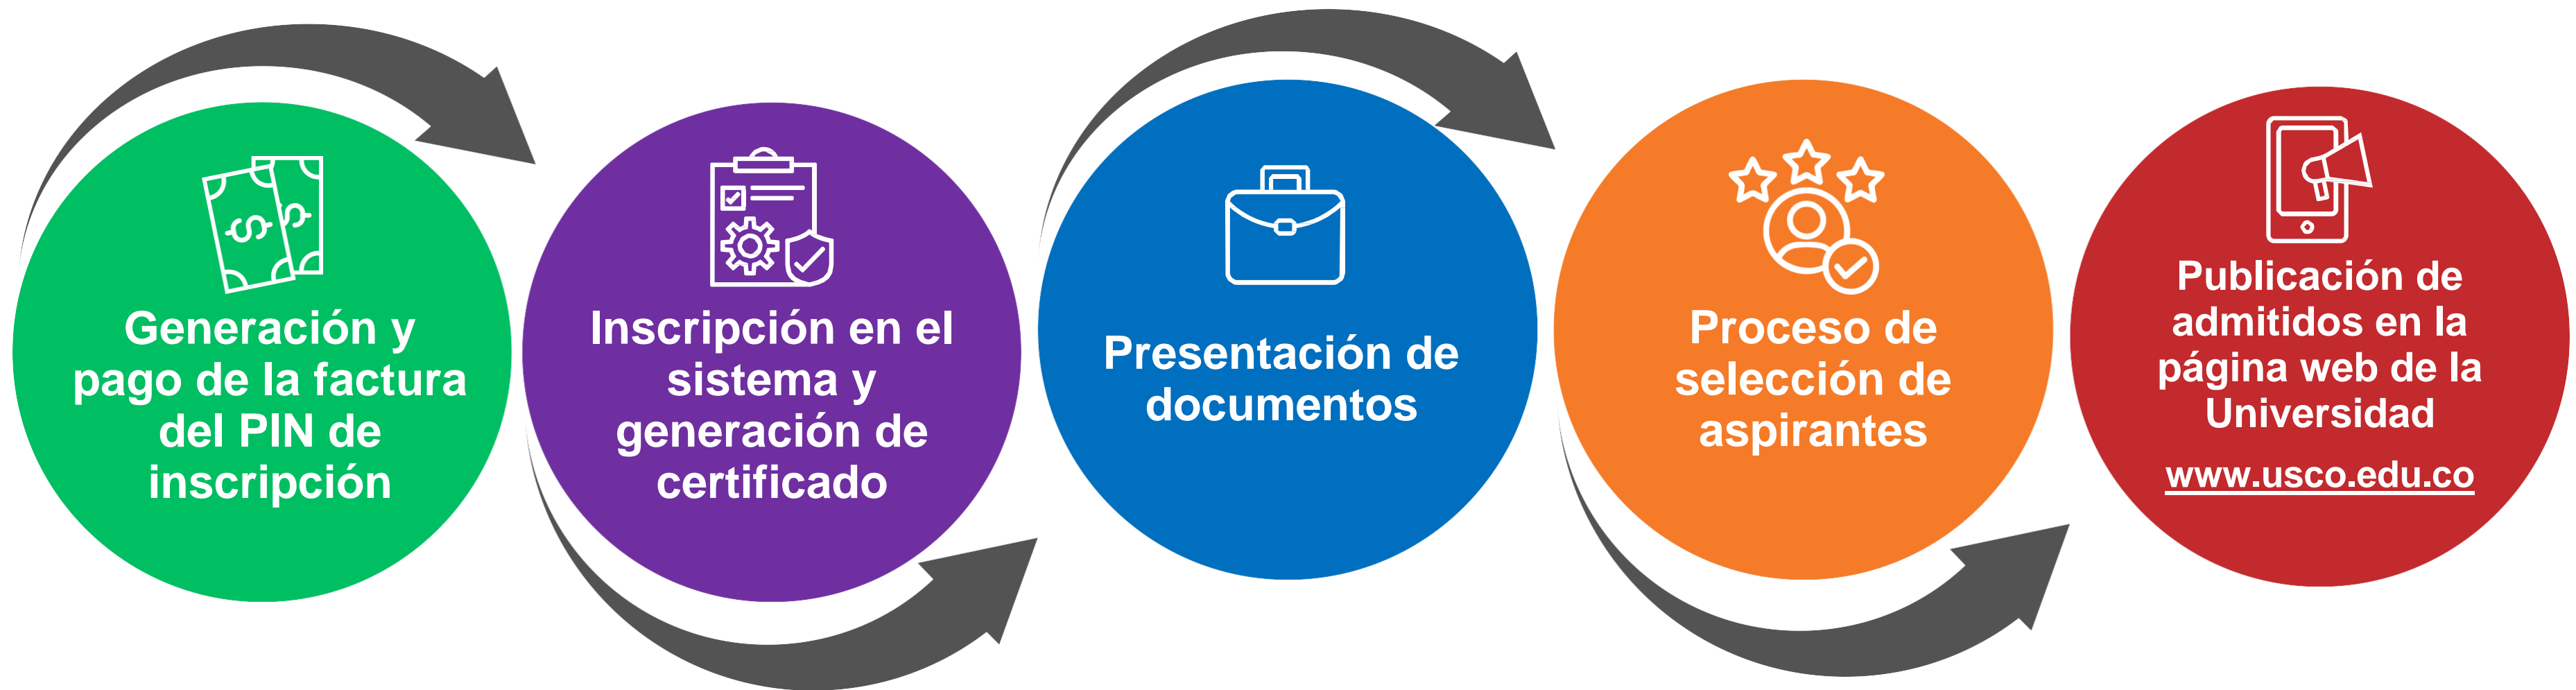 Generación y
pago de la factura
del PIN de
inscripción
Inscripción en el
sistema y
generación de
certificado
Presentación de
documentos
Proceso de
selección de
aspirantes
Publicación de
admitidos en la
página web de la
Universidad
www.usco.edu.co